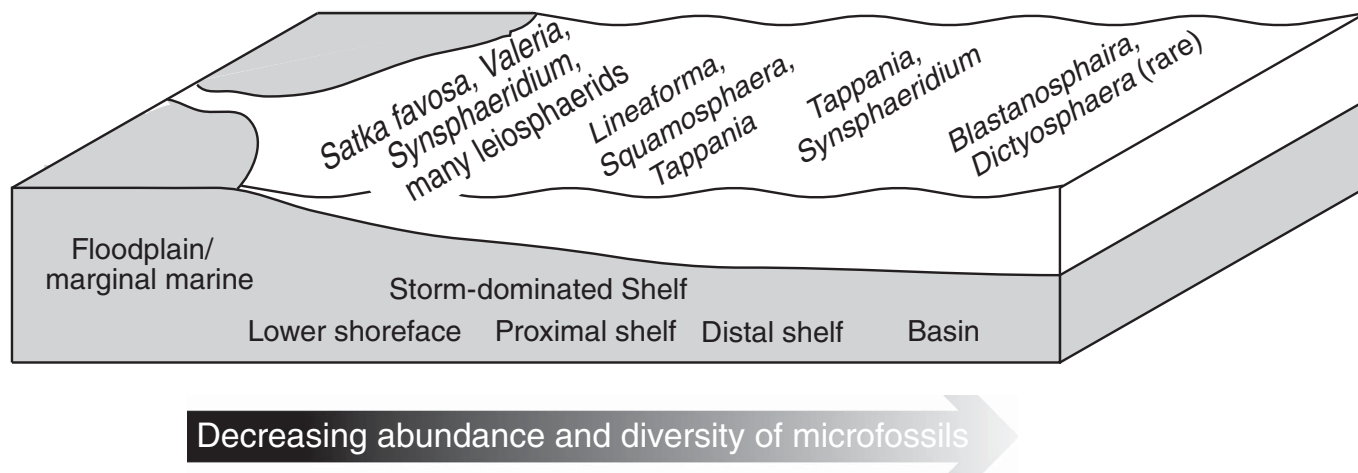 Satka favosa, Valeria,
Synsphaeridium,
many leiosphaerids
Lineaforma,
Squamosphaera,
Tappania
Tappania,
Synsphaeridium
Blastanosphaira,
Dictyosphaera (rare)
Floodplain/
marginal marine
Storm-dominated Shelf
Lower shoreface
Proximal shelf
Distal shelf
Basin
Decreasing abundance and diversity of microfossils